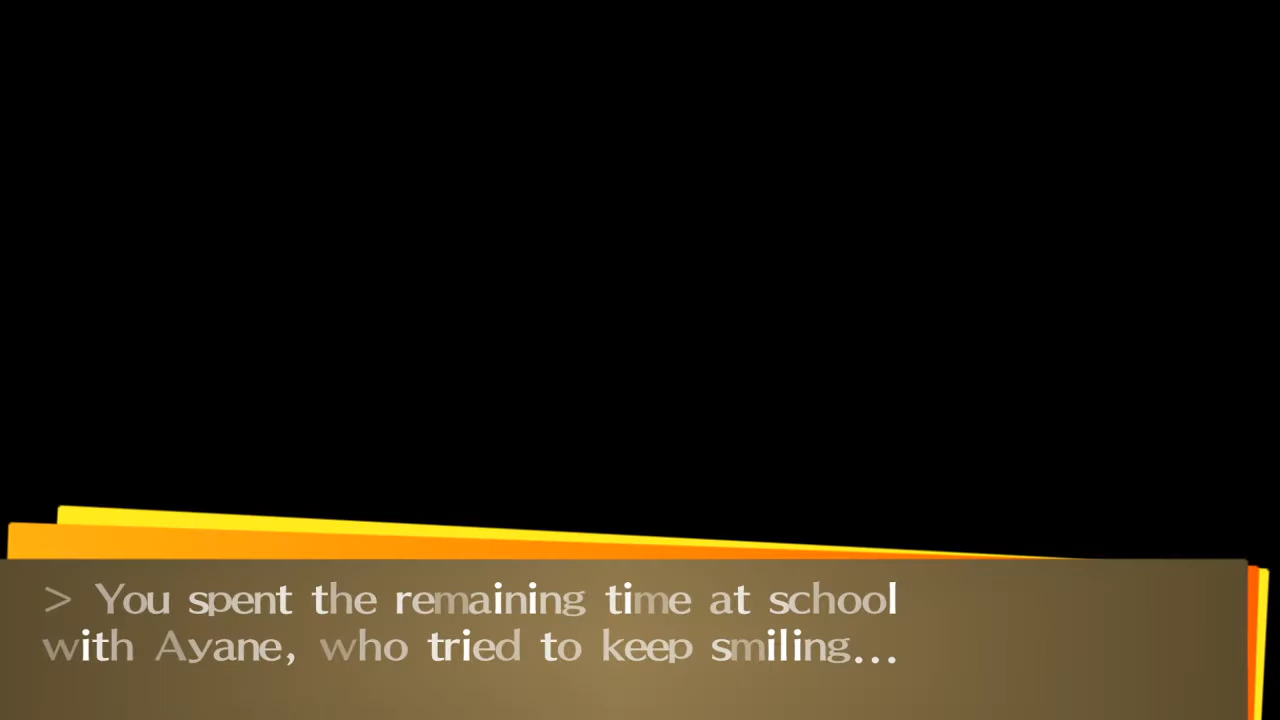 > You spent the remaining time at school
with Ayane, who tried to keep smiling...